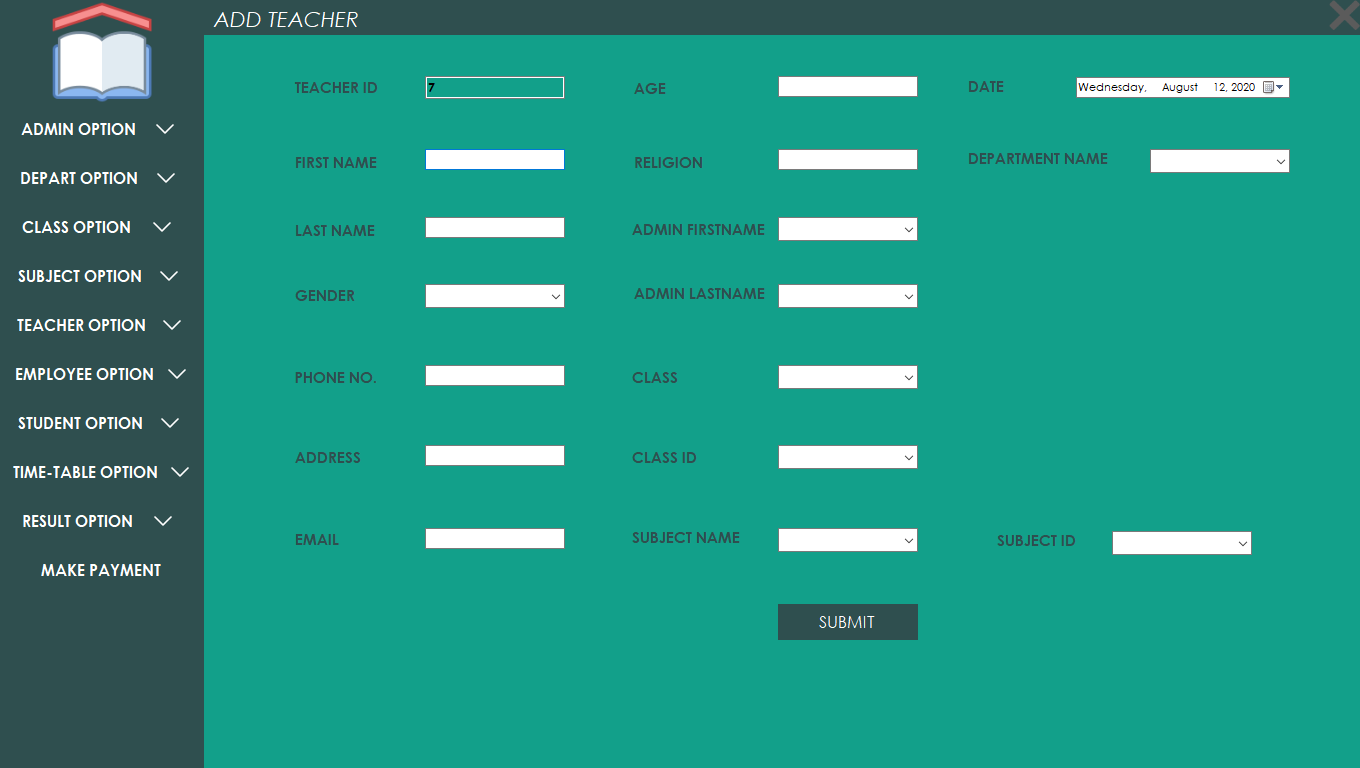 ADD TEACHER
ADMIN OPTION
DEPART OPTION
CLASS OPTION
SUBJECT OPTION
TEACHER OPTION
EMPLOYEE OPTION
STUDENT OPTION
TIME-TABLE OPTION
RESULT OPTION
MAKE PAYMENT
TEACHER ID 7 AGE DATE Wednesday, August 12, 2020
FIRST NAME RELIGION DEPARTMENT NAME
LAST NAME ADMIN FIRSTNAME
GENDER ADMIN LASTNAME
PHONE NO. CLASS
ADDRESS CLASS ID
EMAIL SUBJECT NAME SUBJECT ID
SUBMIT